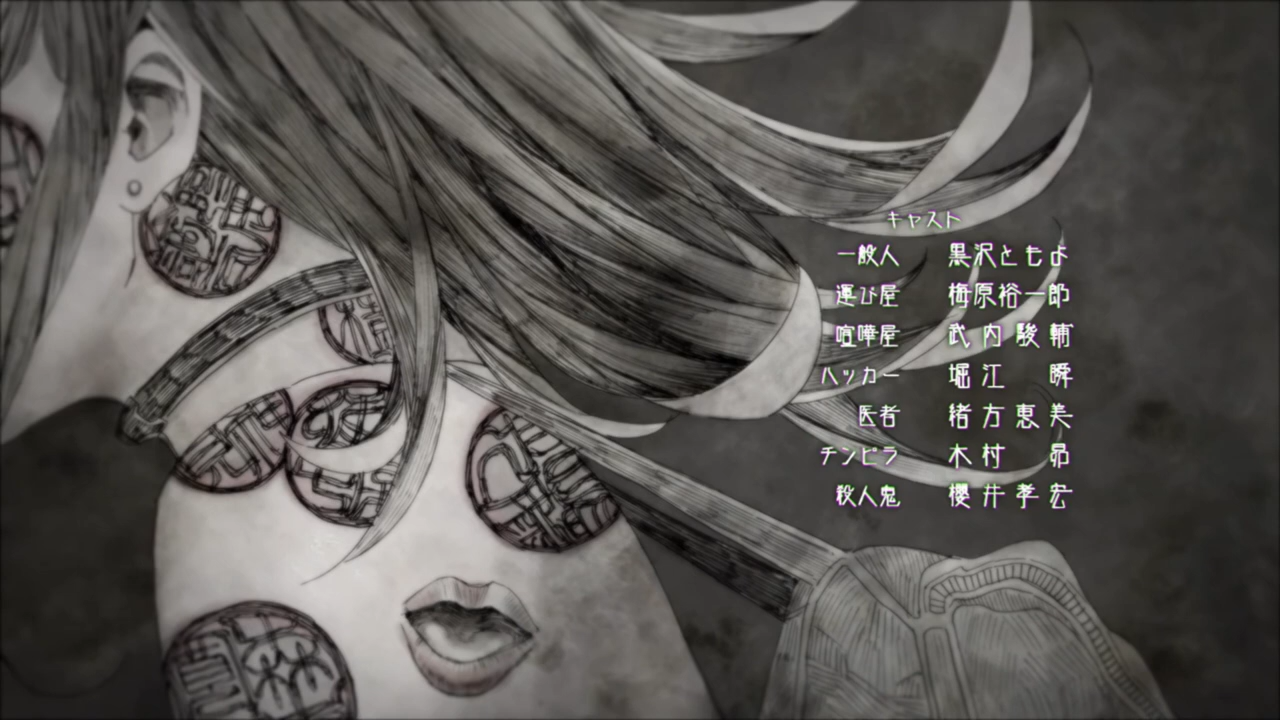 キャスト
一般人 黒沢ともよ
運び屋 梅原裕一郎
喧嘩屋 武内駿輔
ハッカー 堀江 瞬
医者 緒方恵美
チンピラ 木村 昴
殺人鬼 櫻井孝宏